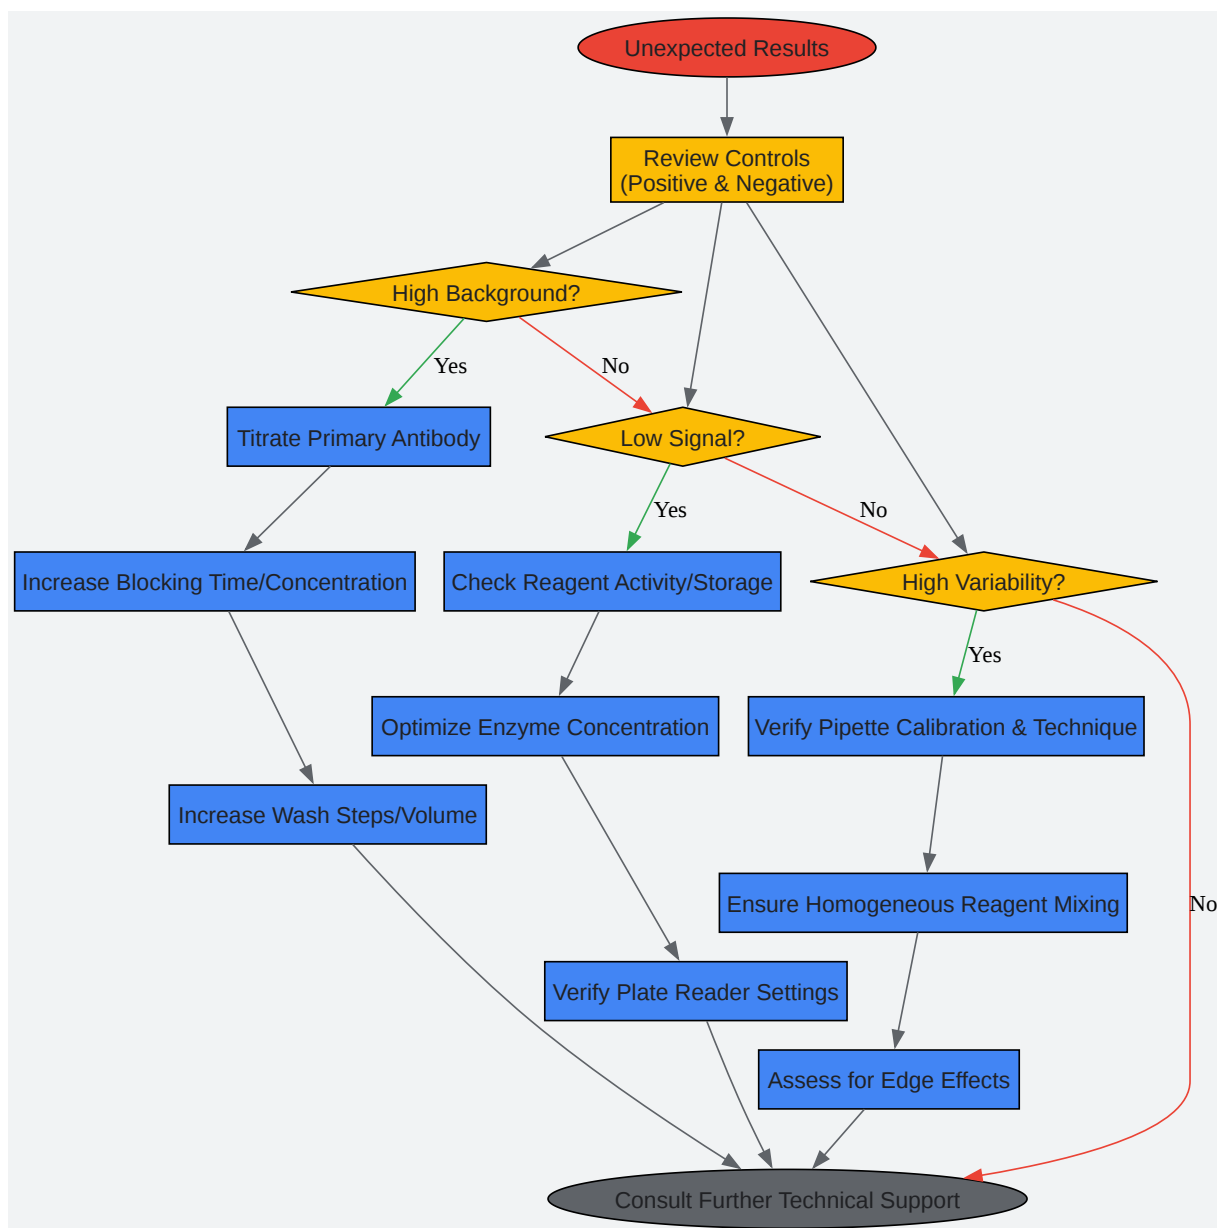 Unexpected Results
Review Controls
(Positive & Negative)
High Background?
Yes
No
Titrate Primary Antibody
Low Signal?
Yes
No
Increase Blocking Time/Concentration
Check Reagent Activity/Storage
High Variability?
Yes
Optimize Enzyme Concentration
Verify Pipette Calibration & Technique
Increase Wash Steps/Volume
Ensure Homogeneous Reagent Mixing
No
Verify Plate Reader Settings
Assess for Edge Effects
Consult Further Technical Support